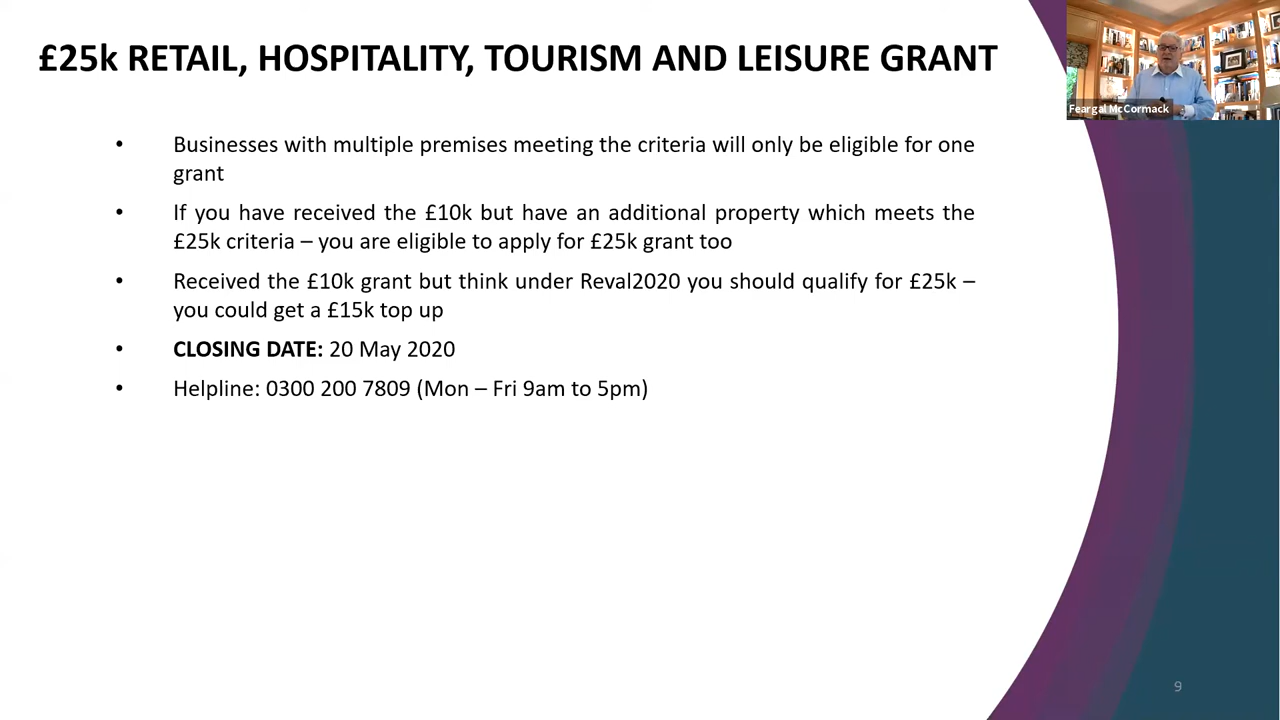 £25k RETAIL, HOSPITALITY, TOURISM AND LEISURE GRANT
Feargal McCormack
• Businesses with multiple premises meeting the criteria will only be eligible for one
grant
• If you have received the £10k but have an additional property which meets the
£25k criteria – you are eligible to apply for £25k grant too
• Received the £10k grant but think under Reval2020 you should qualify for £25k –
you could get a £15k top up
• CLOSING DATE: 20 May 2020
• Helpline: 0300 200 7809 (Mon – Fri 9am to 5pm)
9